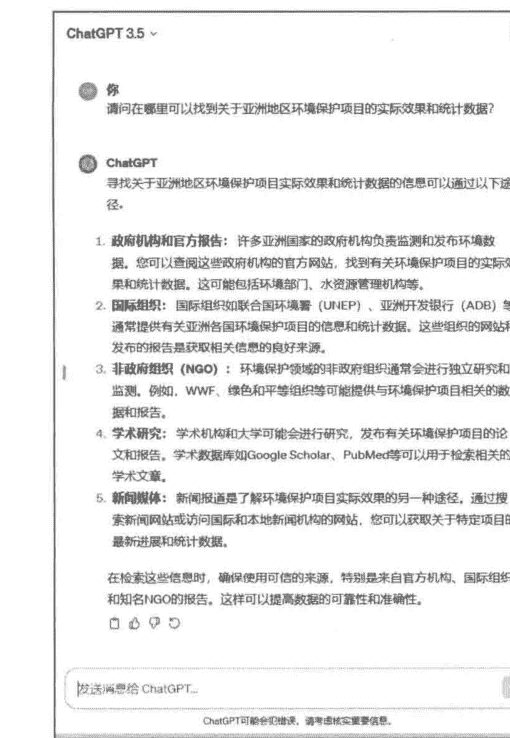 ChatGPT 3.5
你
请问在哪里可以找到关于亚洲地区环境保护项目的实际效果和统计数据?
ChatGPT
寻找关于亚洲地区环境保护项目实际效果和统计数据的信息可以通过以下途
径。
1. 政府机构和官方报告：许多亚洲国家的政府机构负责监测和发布环境数
据。您可以查阅这些政府机构的官方网站，找到有关环境保护项目的实际效
果和统计数据。这可能包括环境部门、水资源管理机构等。
2. 国际组织：国际组织如联合国环境署（UNEP）、亚洲开发银行（ADB）等
通常提供有关亚洲各国环境保护项目的信息和统计数据。这些组织的网站和
发布的报告是获取相关信息的良好来源。
3. 非政府组织（NGO）：环境保护领域的非政府组织通常会进行独立研究和
监测。例如，WWF、绿色和平等组织等可能提供与环境保护项目相关的数
据和报告。
4. 学术研究：学术机构和大学可能会进行研究，发布有关环境保护项目的论
文和报告。学术数据库如Google Scholar、PubMed等可以用于检索相关的
学术文章。
5. 新闻媒体：新闻报道是了解环境保护项目实际效果的另一种途径。通过搜
索新闻网站或访问国际和本地新闻机构的网站，您可以获取关于特定项目的
最新进展和统计数据。
在检索这些信息时，确保使用可信的来源，特别是来自官方机构、国际组织
和知名NGO的报告。这样可以提高数据的可靠性和准确性。
发送消息给 ChatGPT...
ChatGPT可能会犯错误。请考虑核实重要信息。